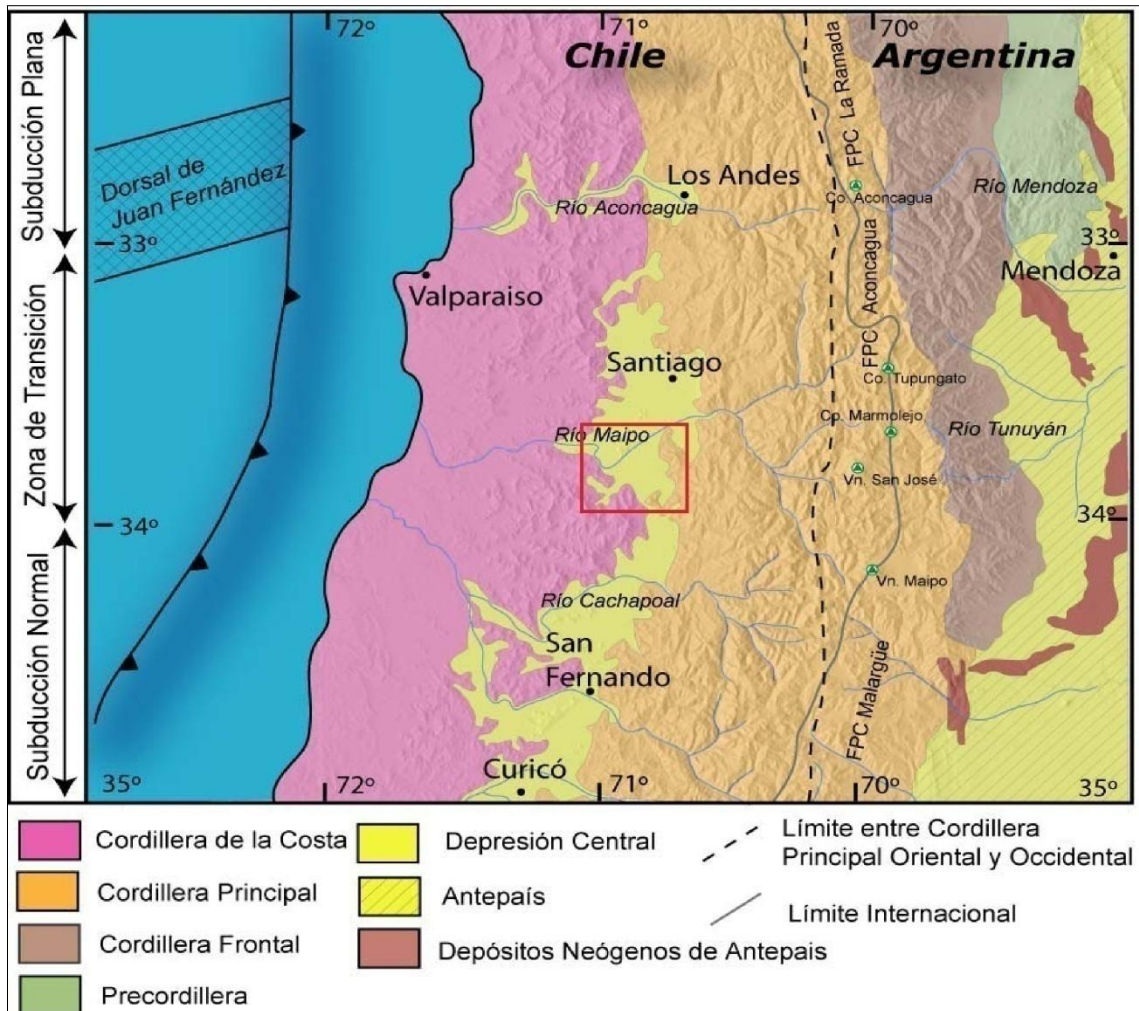 Subducción Plana
Zona de Transición
Subducción Normal
72º
71º
70º
Chile
Argentina
Dorsal de
Juan Fernández
33º
34º
35º
Los Andes
Río Aconcagua
Valparaiso
Santiago
Río Maipo
Río Cachapoal
San
Fernando
Curicó
FPC La Ramada
Co. Aconcagua
FPC Aconcagua
Co. Tupungato
Co. Marmolejo
Vn. San José
Vn. Maipo
FPC Malargüe
Río Mendoza
33º
Mendoza
Río Tunuyán
34º
72º
71º
70º
35º
Cordillera de la Costa
Cordillera Principal
Cordillera Frontal
Precordillera
Depresión Central
Antepaís
Depósitos Neógenos de Antepais
Límite entre Cordillera
Principal Oriental y Occidental
Límite Internacional